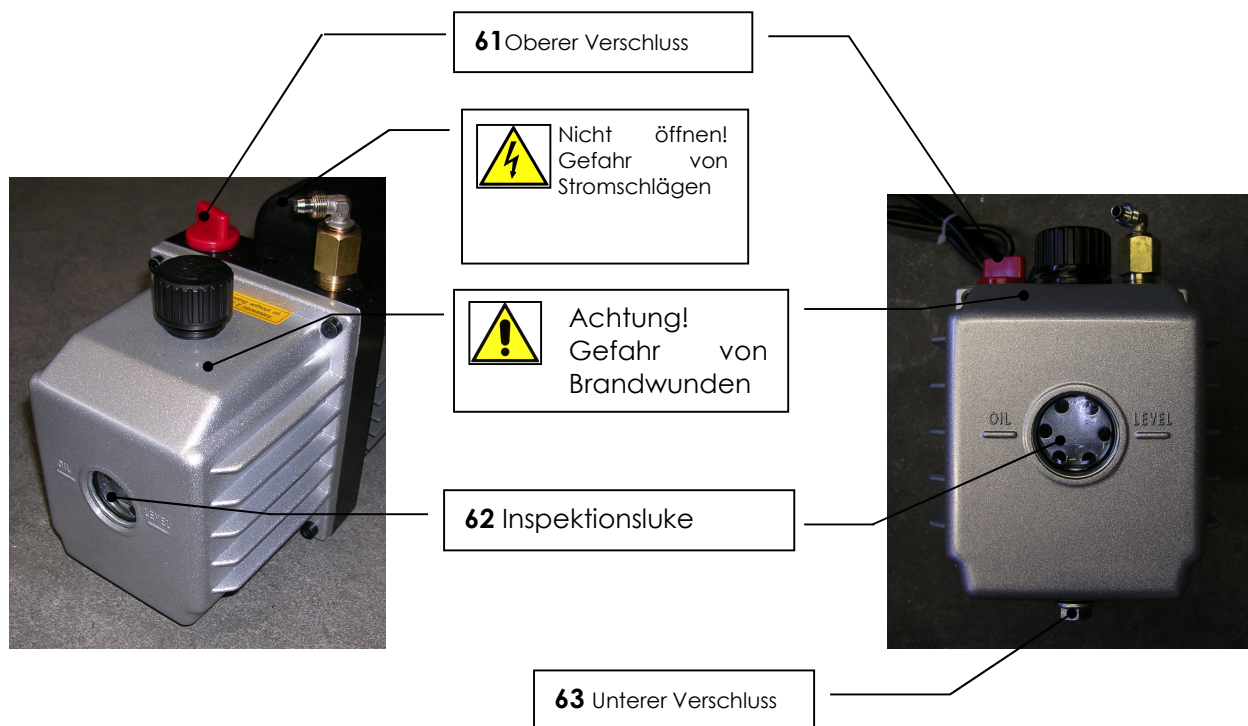 61 Oberer Verschluss
Nicht öffnen!
Gefahr von
Stromschlägen
Achtung!
Gefahr von
Brandwunden
OIL
LEVEL
OIL LEVEL
62 Inspektionsluke
63 Unterer Verschluss